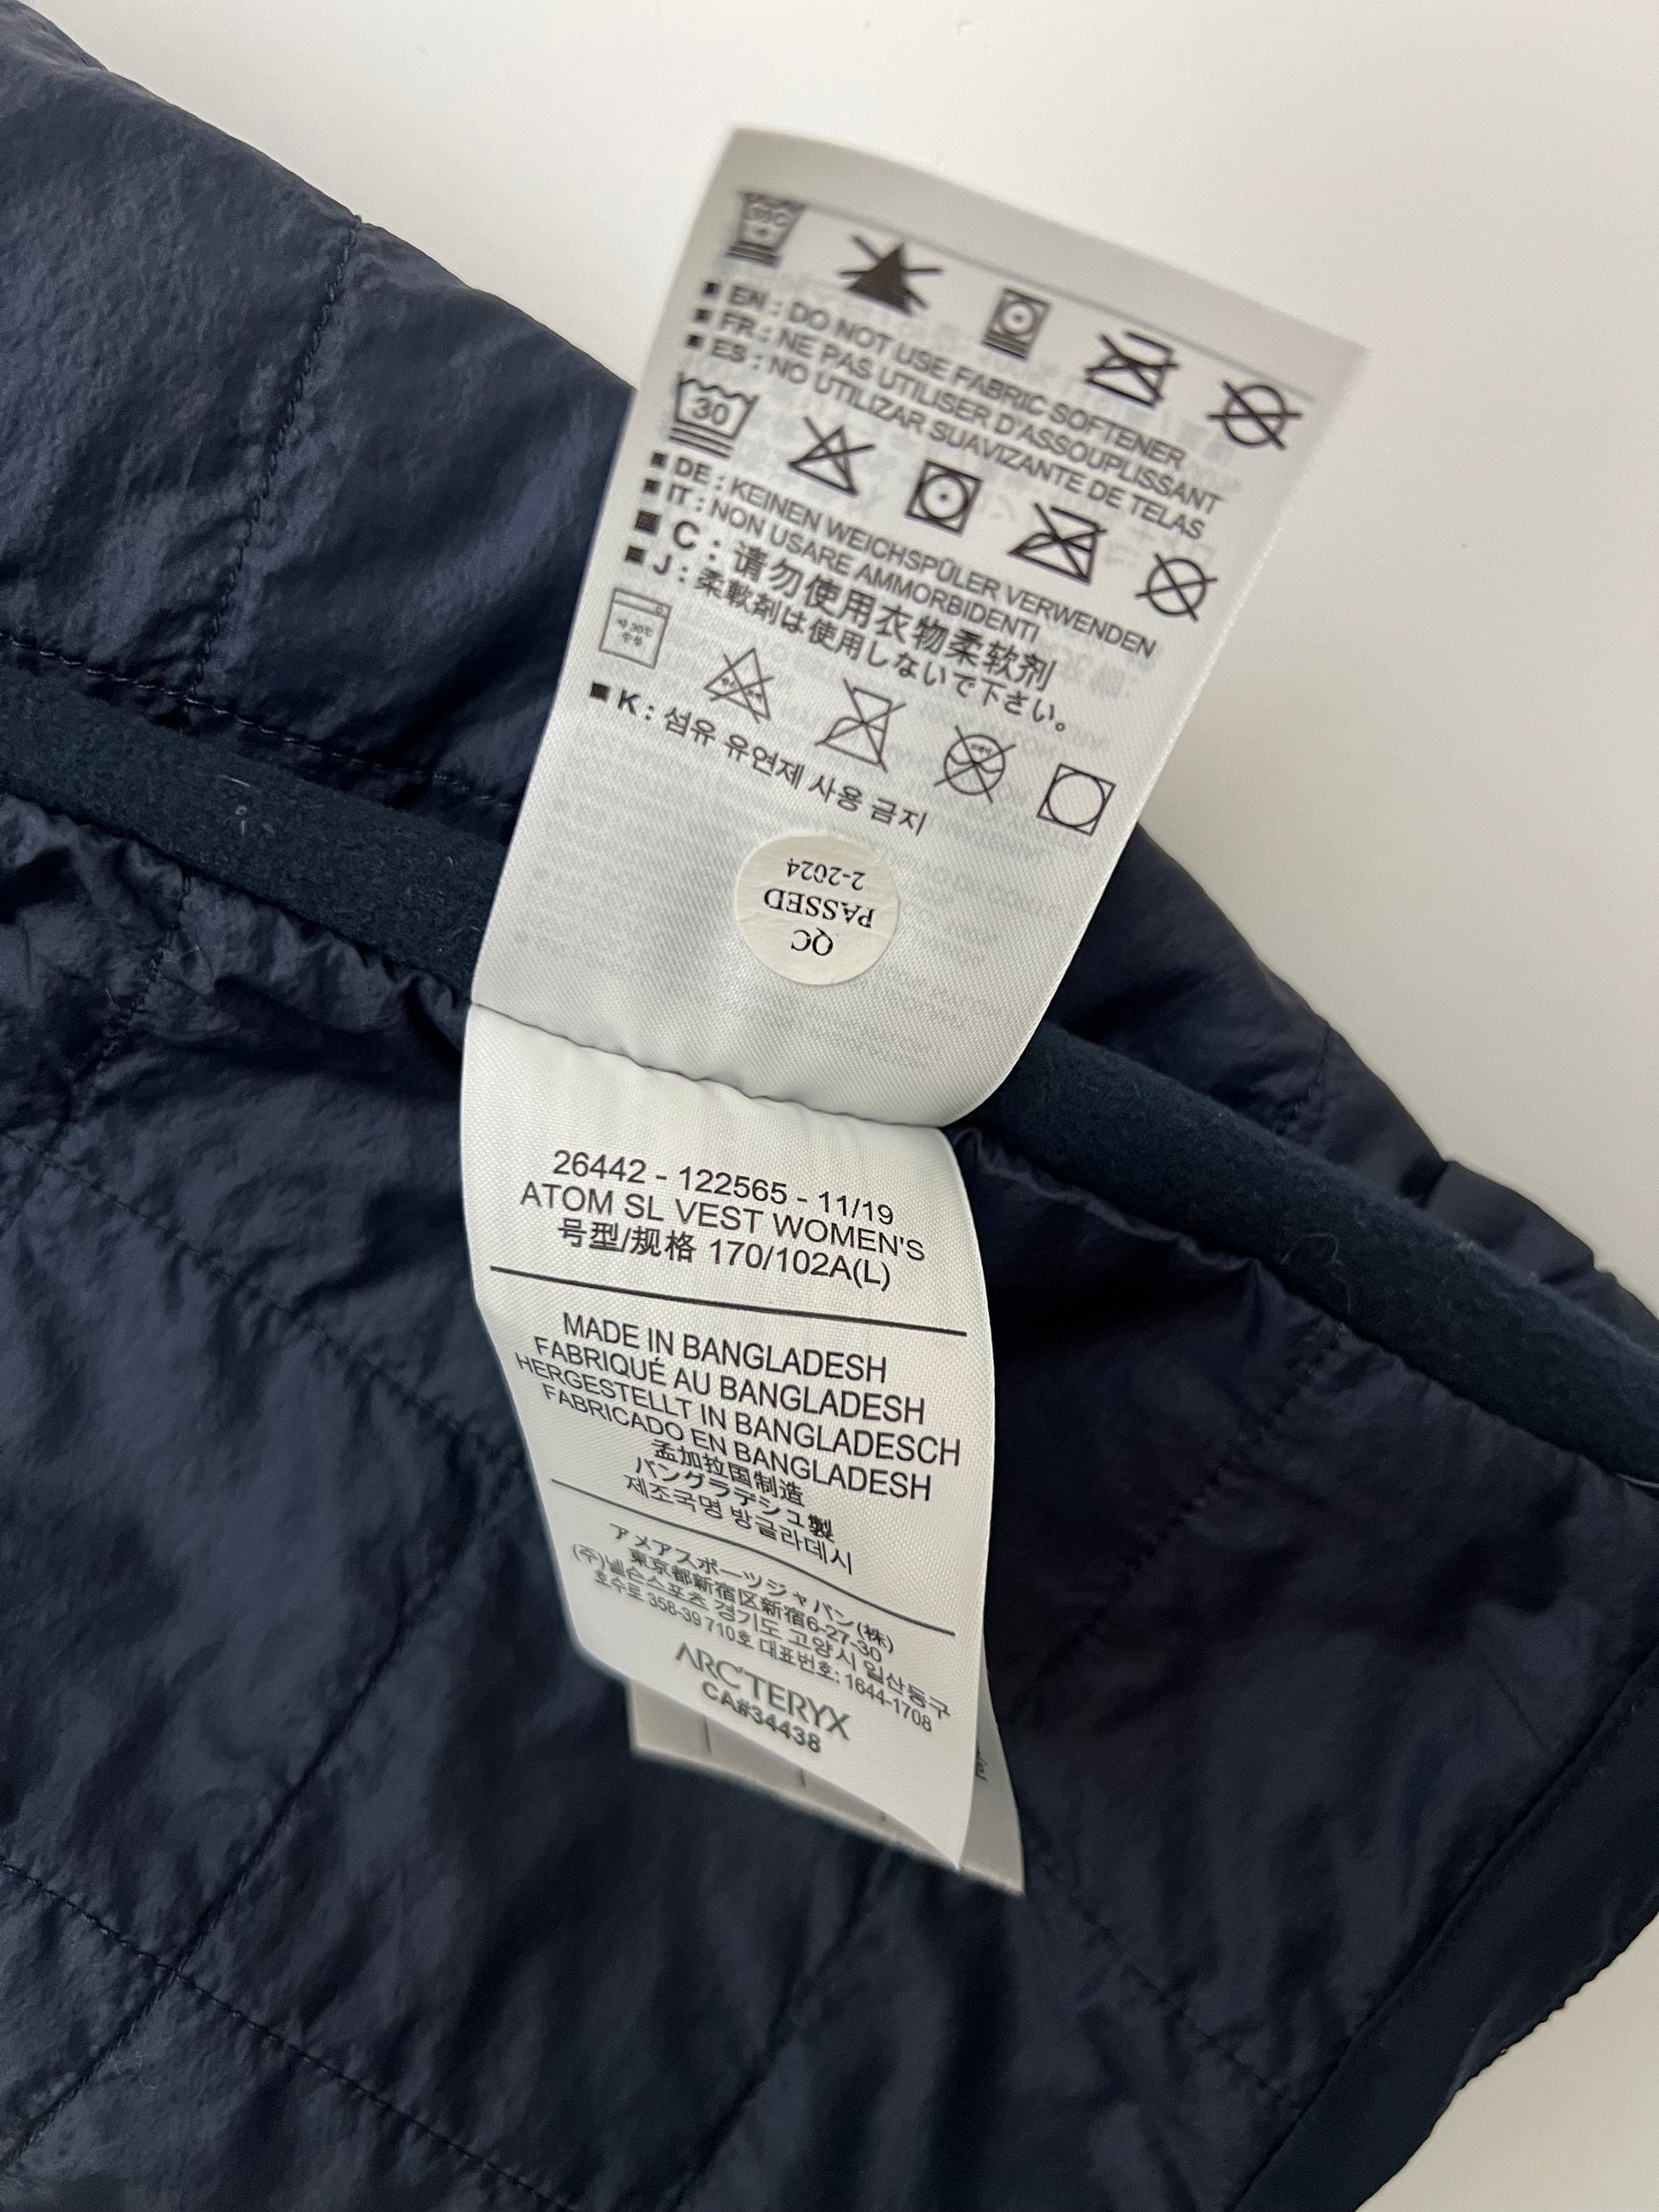 30C
■ EN : DO NOT USE FABRIC SOFTENER
■ FR : NE PAS UTILISER D'ASSOUPLISSANT
■ ES : NO UTILIZAR SUAVIZANTE DE TELAS
30
■ DE : KEINEN WEICHSPÜLER VERWENDEN
■ IT : NON USARE AMMORBIDENTI
■ C : 请勿使用衣物柔软剂
■ J : 柔軟剤は使用しないで下さい。
약 30℃
중성
■ K : 섬유 유연제 사용 금지
QC
PASSED
2-2024
26442 - 122565 - 11/19
ATOM SL VEST WOMEN'S
号型/规格 170/102A(L)
MADE IN BANGLADESH
FABRIQUÉ AU BANGLADESH
HERGESTELLT IN BANGLADESCH
FABRICADO EN BANGLADESH
孟加拉国制造
バングラデシュ製
제조국명 방글라데시
アメアスポーツジャパン(株)
東京都新宿区新宿6-27-30
(주)넬슨스포츠 경기도 고양시 일산동구
호수로 358-39 710호 대표번호: 1644-1708
ARC'TERYX
CA#34438